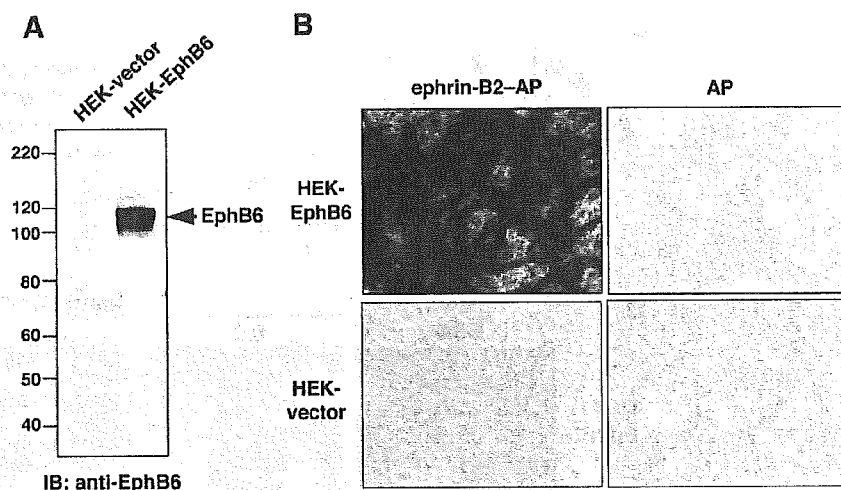 A
HEK-vector
HEK-EphB6
220
120
100
80
60
50
40
EphB6
IB: anti-EphB6
B
ephrin-B2–AP
AP
HEK-
EphB6
HEK-
vector